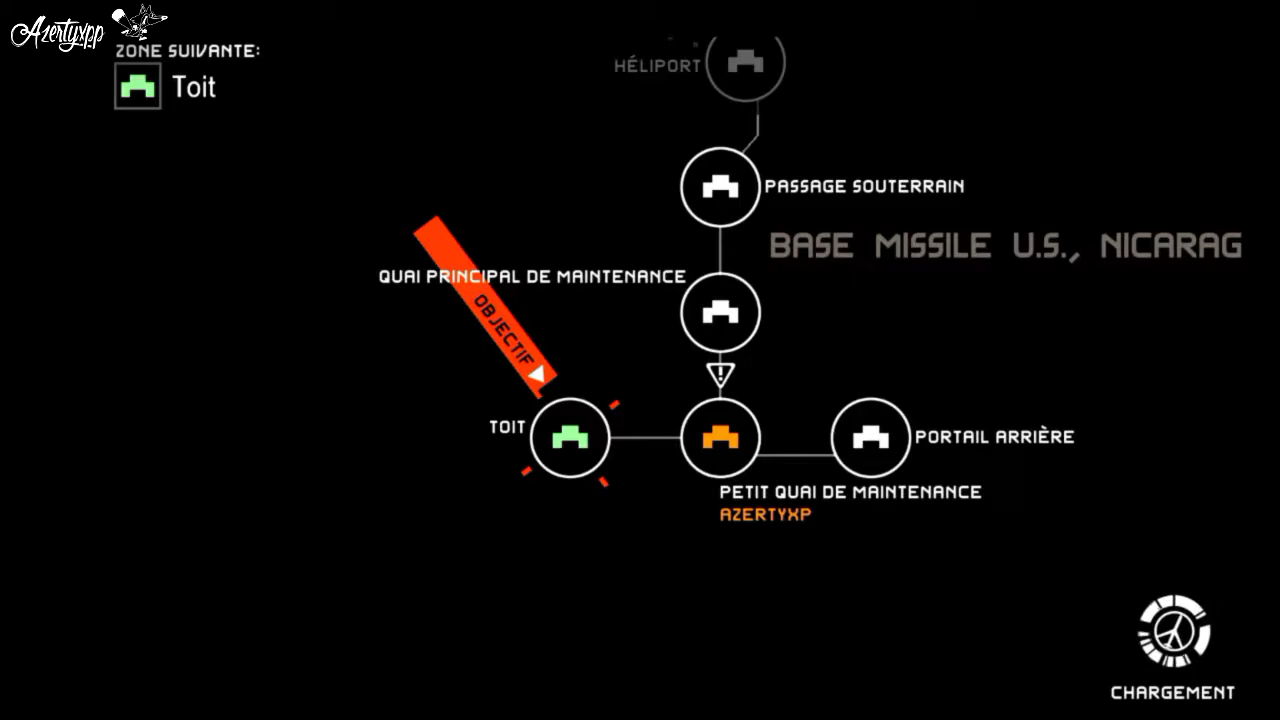 Azertyxpp
ZONE SUIVANTE:
Toit
HÉLIPORT
PASSAGE SOUTERRAIN
BASE MISSILE U.S., NICARAG
QUAI PRINCIPAL DE MAINTENANCE
OBJECTIF
TOIT
PORTAIL ARRIÈRE
PETIT QUAI DE MAINTENANCE
AZERTYXP
CHARGEMENT